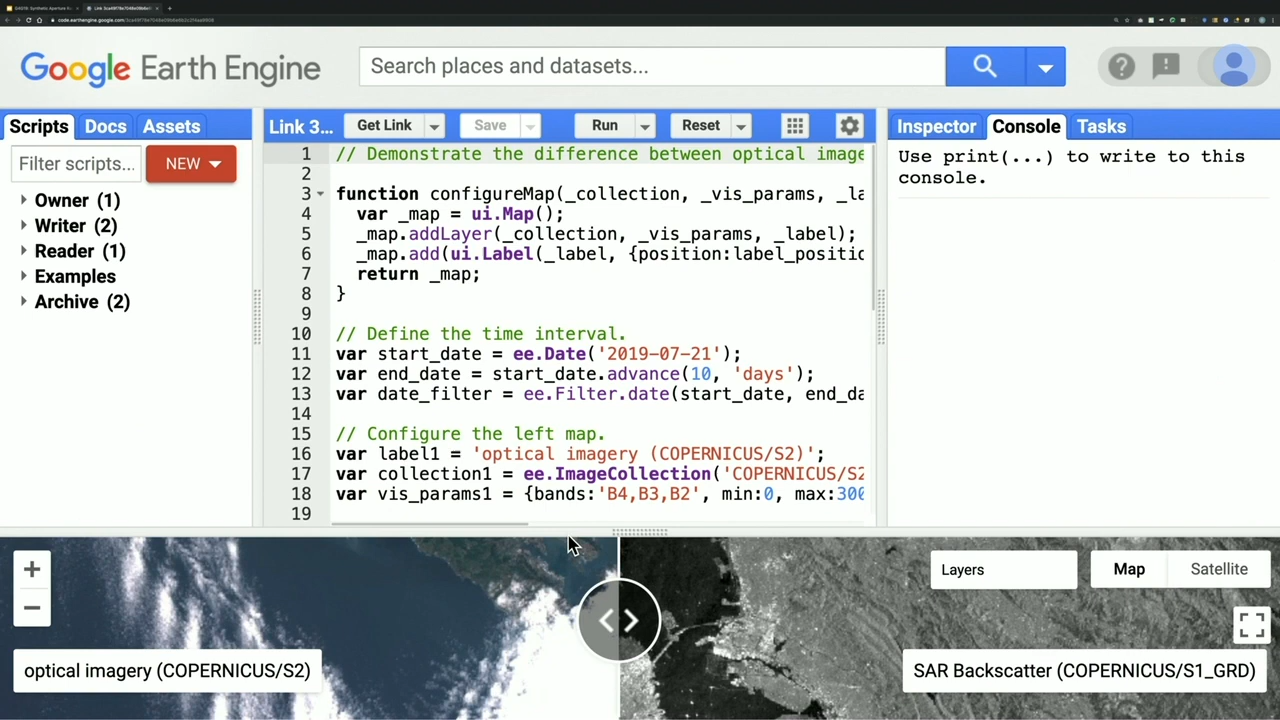 code.earthengine.google.com
Google Earth Engine
Search places and datasets...
Scripts
Docs
Assets
Link 3...
Get Link
Save
Run
Reset
Inspector
Console
Tasks
Filter scripts...
NEW
Owner (1)
Writer (2)
Reader (1)
Examples
Archive (2)
1 // Demonstrate the difference between optical image
2
3 function configureMap(_collection, _vis_params, _la
4 var _map = ui.Map();
5 _map.addLayer(_collection, _vis_params, _label);
6 _map.add(ui.Label(_label, {position:label_positio
7 return _map;
8 }
9
10 // Define the time interval.
11 var start_date = ee.Date('2019-07-21');
12 var end_date = start_date.advance(10, 'days');
13 var date_filter = ee.Filter.date(start_date, end_da
14
15 // Configure the left map.
16 var label1 = 'optical imagery (COPERNICUS/S2)';
17 var collection1 = ee.ImageCollection('COPERNICUS/S2
18 var vis_params1 = {bands:'B4,B3,B2', min:0, max:300
19
Use print(...) to write to this
console.
Layers
Map
Satellite
optical imagery (COPERNICUS/S2)
SAR Backscatter (COPERNICUS/S1_GRD)